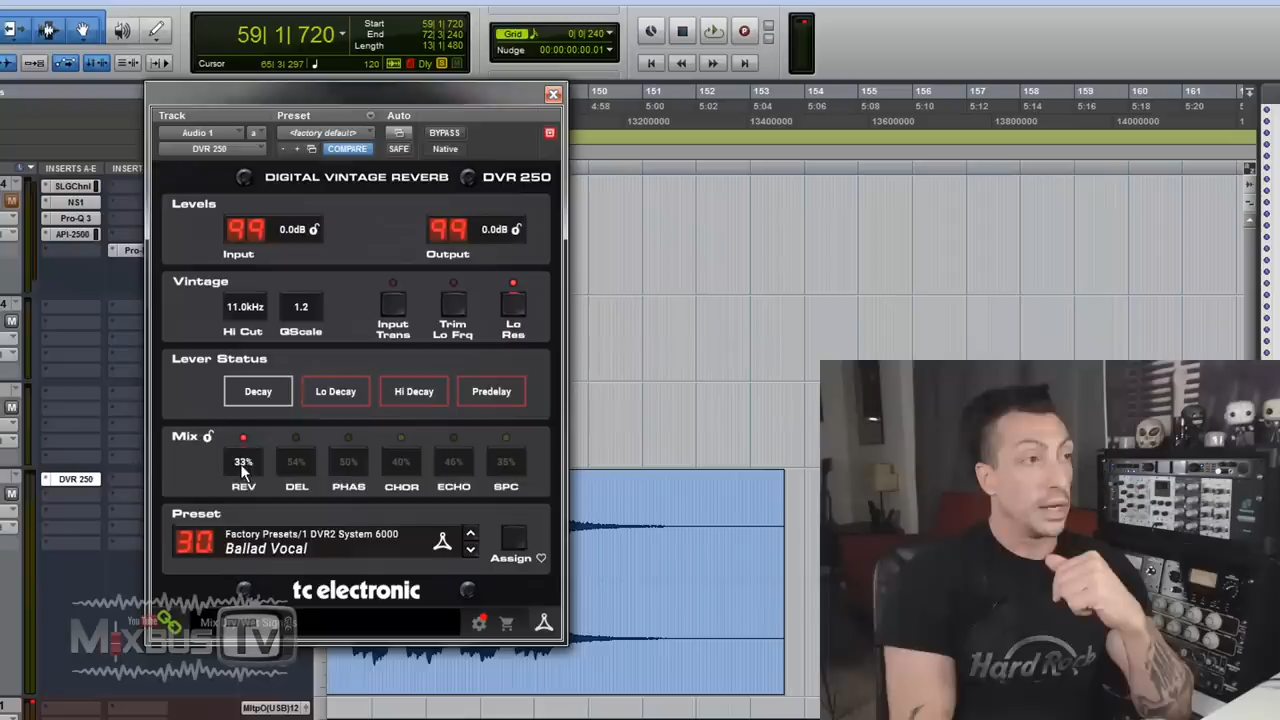 59| 1| 720
Start 59| 1| 720
End 72| 3| 240
Length 13| 1| 480
Cursor 65| 3| 297 120 Dly
Grid 0| 0| 240
Nudge 00:00:00:00.01
150 151 152 153 154 155 156 157 158 159 160 161
4:58 5:00 5:02 5:04 5:06 5:08 5:10 5:12 5:14 5:16 5:18 5:20
13200000 13400000 13600000 13800000 14000000
Track Preset Auto
Audio 1 a <factory default> BYPASS
DVR 250 - + COMPARE SAFE Native
INSERTS A-E INSERT
SLGChnl
NS1
Pro-Q 3
API-2500
Pro-
DVR 250
DIGITAL VINTAGE REVERB DVR 250
Levels
99 0.0dB 99 0.0dB
Input Output
Vintage
11.0kHz 1.2
Hi Cut QScale Input Trans Trim Lo Frq Lo Res
Lever Status
Decay Lo Decay Hi Decay Predelay
Mix
33% 54% 50% 40% 46% 35%
REV DEL PHAS CHOR ECHO SPC
Preset
30 Factory Presets/1 DVR2 System 6000
Ballad Vocal
Assign
tc electronic
YouTube
MixBusTV
MltpO(USB)12
Hard Rock